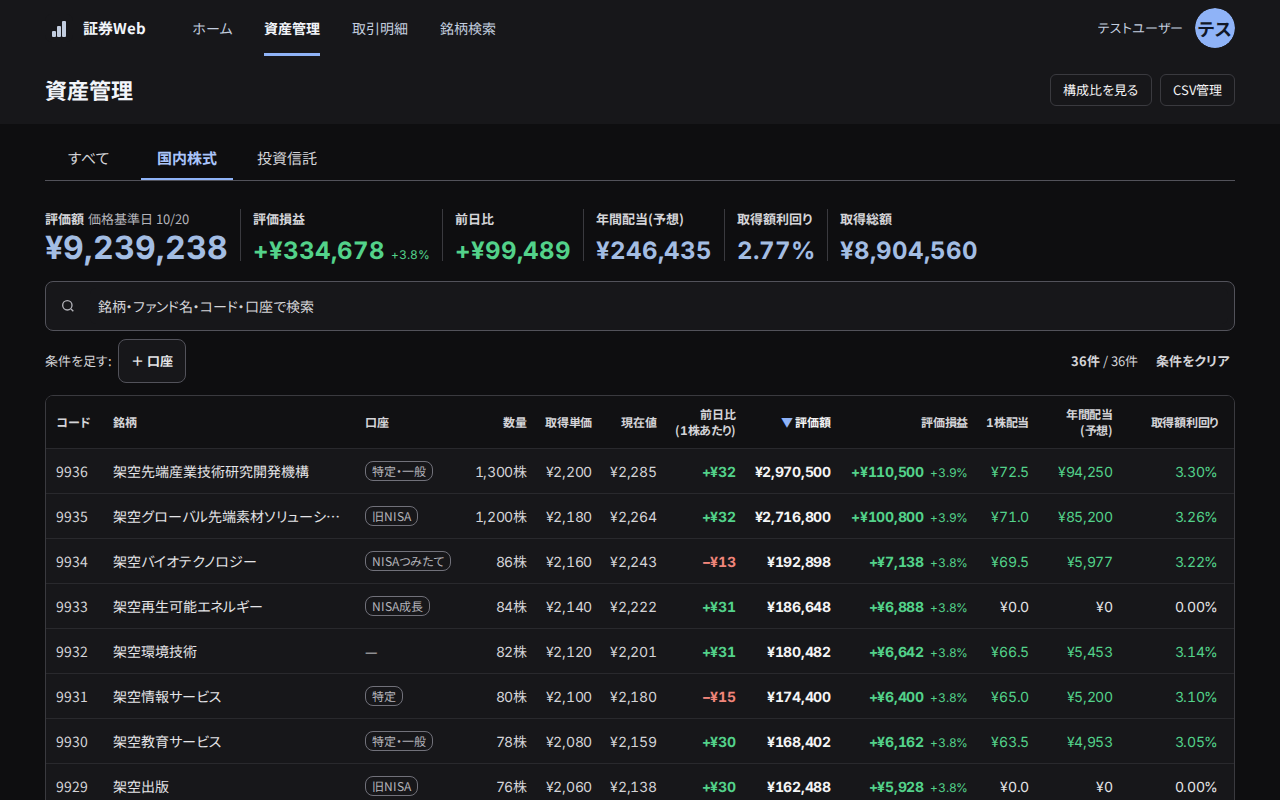 証券Web ホーム 資産管理 取引明細 銘柄検索 テストユーザー テス
資産管理 構成比を見る CSV管理
すべて 国内株式 投資信託
評価額 価格基準日 10/20 評価損益 前日比 年間配当(予想) 取得額利回り 取得総額
¥9,239,238 +¥334,678 +3.8% +¥99,489 ¥246,435 2.77% ¥8,904,560
銘柄・ファンド名・コード・口座で検索
条件を足す: + 口座 36件 / 36件 条件をクリア
コード 銘柄 口座 数量 取得単価 現在値 前日比 (1株あたり) ▼評価額 評価損益 1株配当 年間配当 (予想) 取得額利回り
9936 架空先端産業技術研究開発機構 特定・一般 1,300株 ¥2,200 ¥2,285 +¥32 ¥2,970,500 +¥110,500 +3.9% ¥72.5 ¥94,250 3.30%
9935 架空グローバル先端素材ソリューシ… 旧NISA 1,200株 ¥2,180 ¥2,264 +¥32 ¥2,716,800 +¥100,800 +3.9% ¥71.0 ¥85,200 3.26%
9934 架空バイオテクノロジー NISAつみたて 86株 ¥2,160 ¥2,243 −¥13 ¥192,898 +¥7,138 +3.8% ¥69.5 ¥5,977 3.22%
9933 架空再生可能エネルギー NISA成長 84株 ¥2,140 ¥2,222 +¥31 ¥186,648 +¥6,888 +3.8% ¥0.0 ¥0 0.00%
9932 架空環境技術 — 82株 ¥2,120 ¥2,201 +¥31 ¥180,482 +¥6,642 +3.8% ¥66.5 ¥5,453 3.14%
9931 架空情報サービス 特定 80株 ¥2,100 ¥2,180 −¥15 ¥174,400 +¥6,400 +3.8% ¥65.0 ¥5,200 3.10%
9930 架空教育サービス 特定・一般 78株 ¥2,080 ¥2,159 +¥30 ¥168,402 +¥6,162 +3.8% ¥63.5 ¥4,953 3.05%
9929 架空出版 旧NISA 76株 ¥2,060 ¥2,138 +¥30 ¥162,488 +¥5,928 +3.8% ¥0.0 ¥0 0.00%